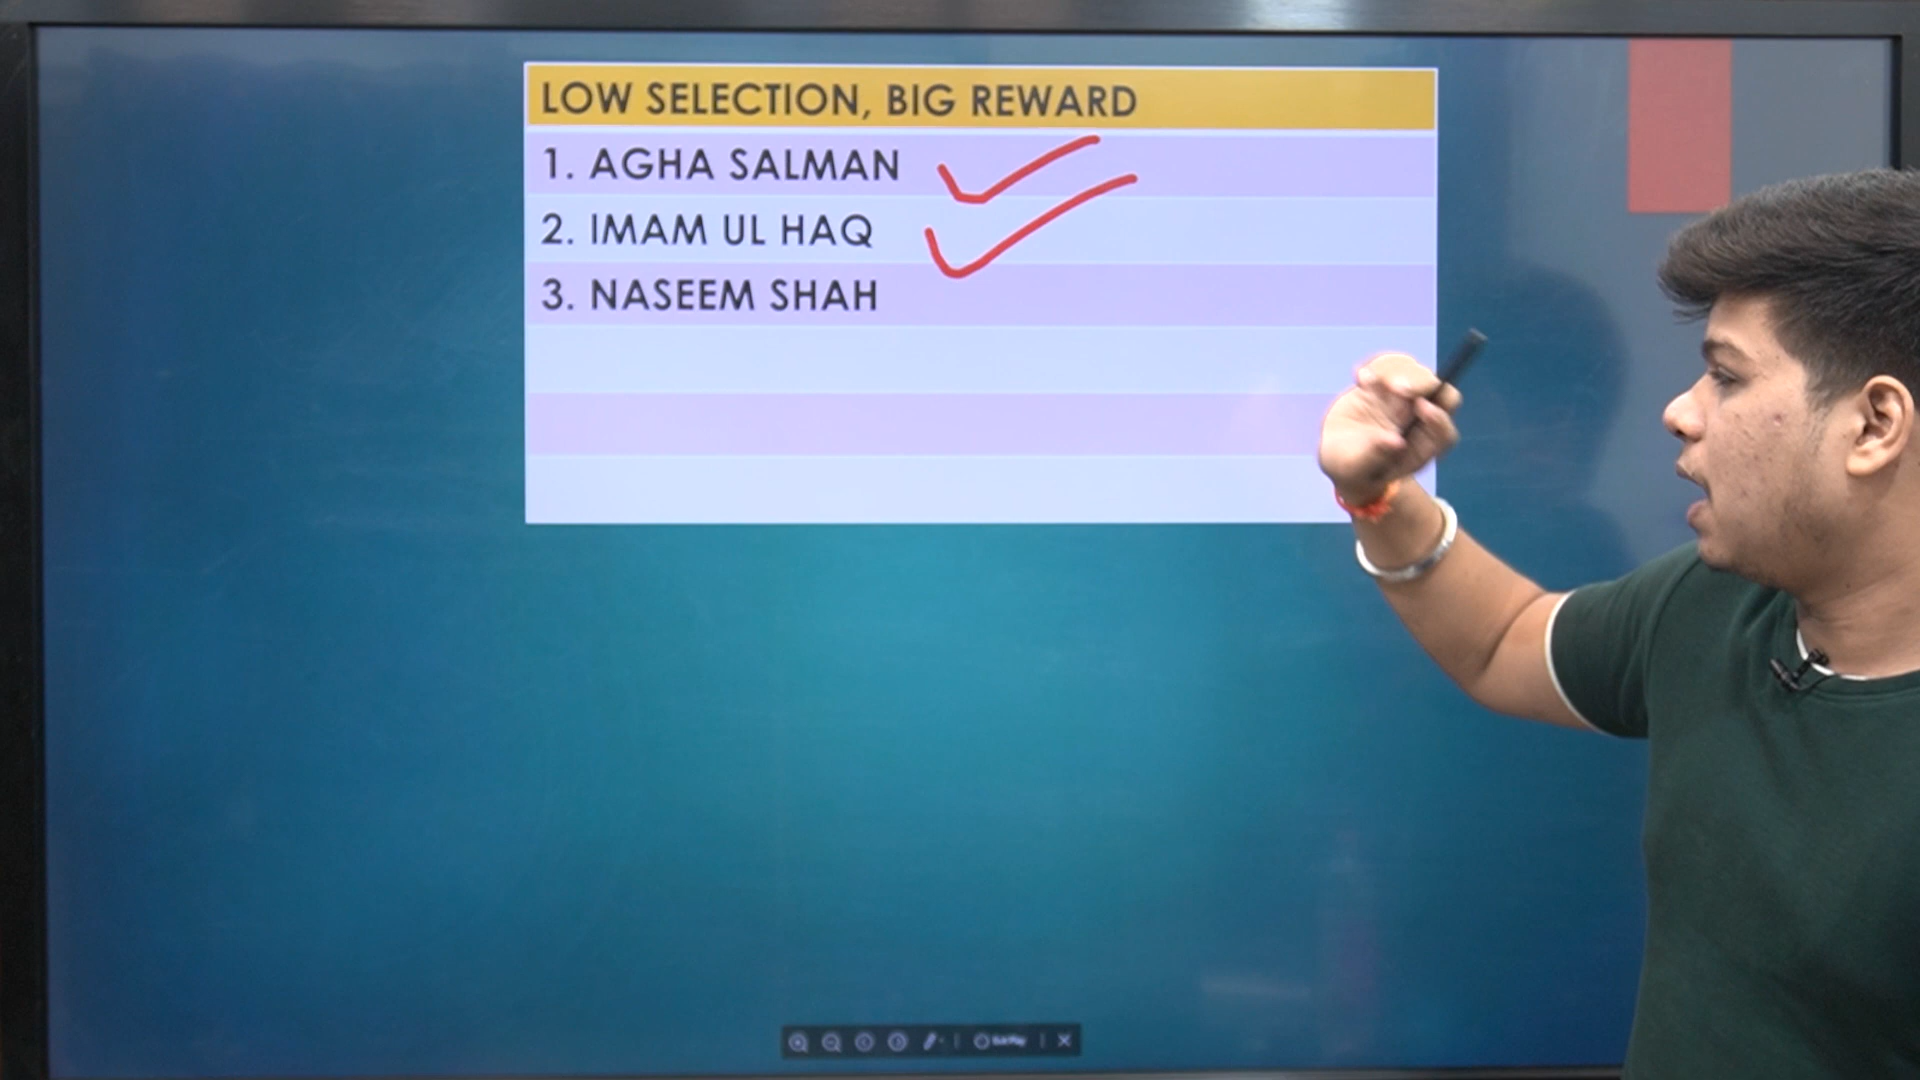 LOW SELECTION, BIG REWARD
1. AGHA SALMAN
2. IMAM UL HAQ
3. NASEEM SHAH